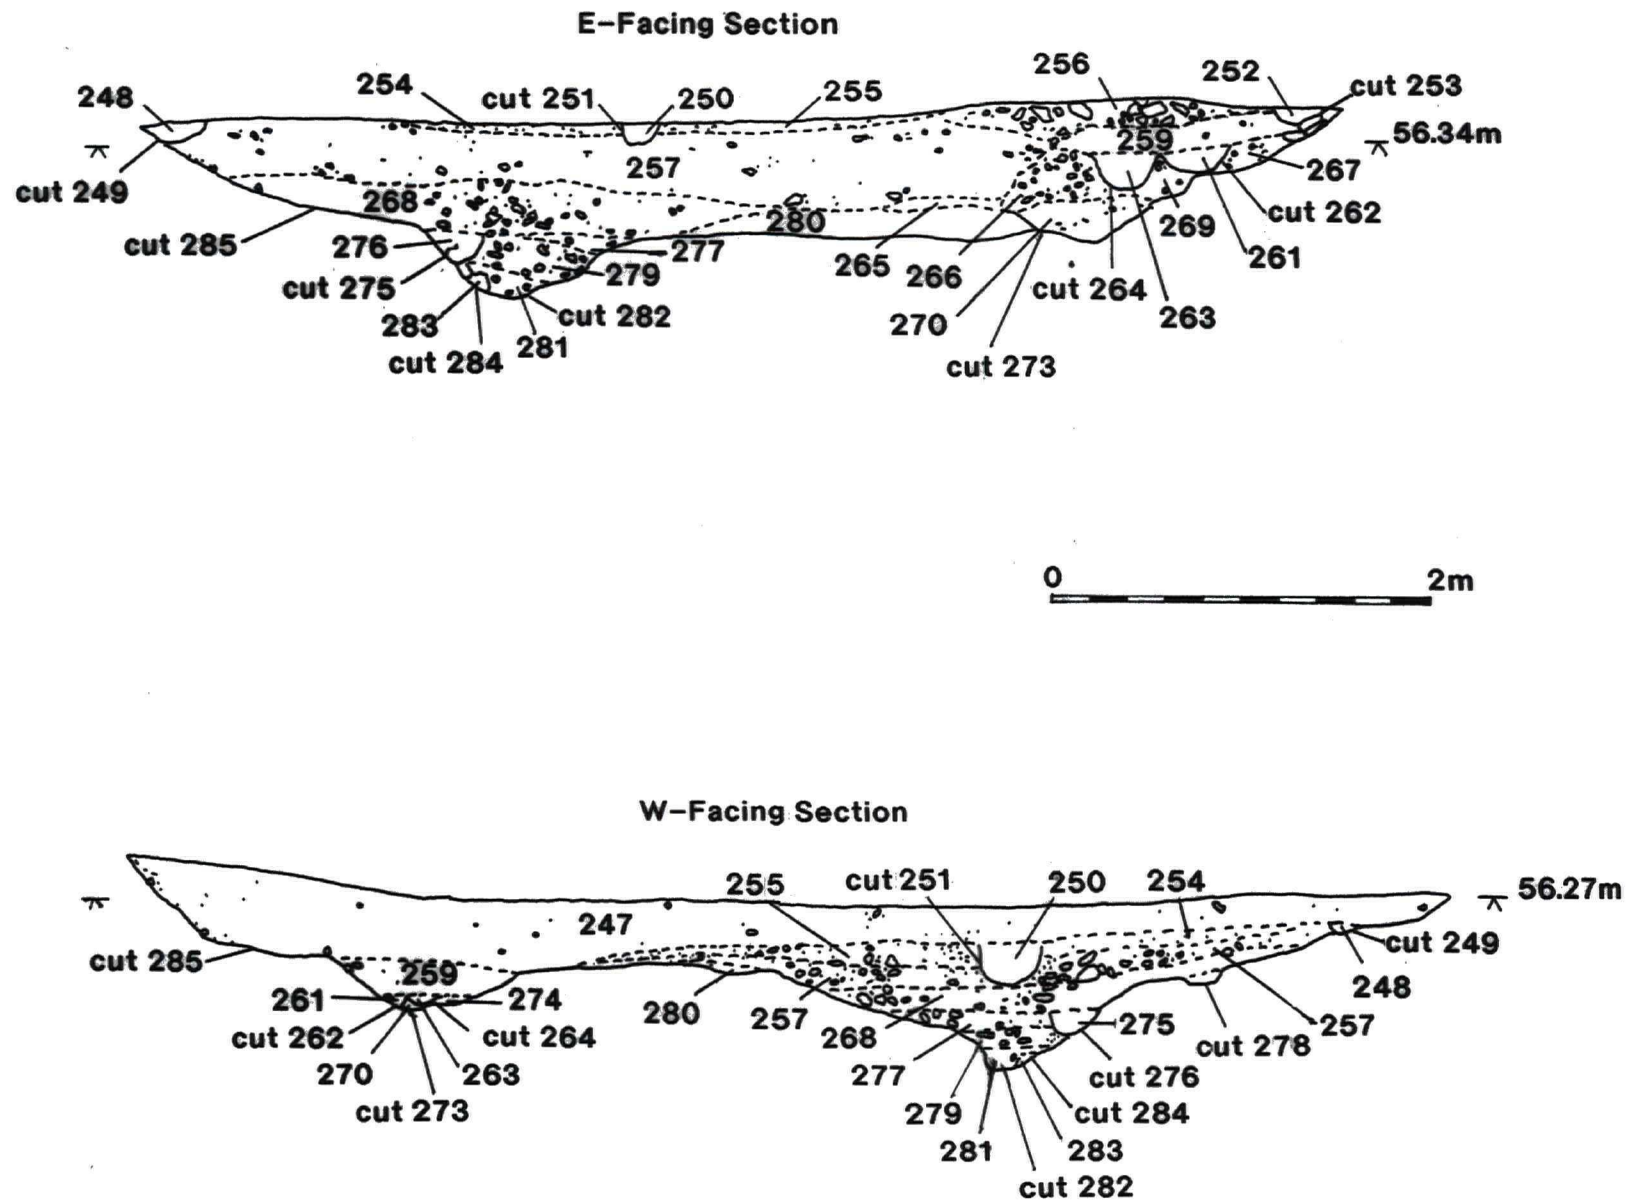 E-Facing Section
256
252
cut 253
254
cut 251
250
255
248
259
56.34m
257
267
cut 249
268
280
269
cut 262
cut 285
276
277
261
265
266
279
cut 275
cut 264
283
cut 282
270
263
cut 284
281
cut 273
0
2m
W-Facing Section
255
cut 251
250
254
56.27m
247
cut 249
cut 285
259
248
261
274
280
257
275
257
cut 262
cut 264
268
cut 278
270
263
277
cut 276
cut 273
279
cut 284
281
283
cut 282